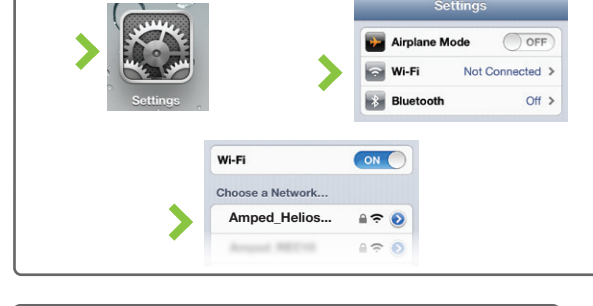 Settings
Settings
Airplane Mode OFF
Wi-Fi Not Connected
Bluetooth Off
Wi-Fi ON
Choose a Network...
Amped_Helios...